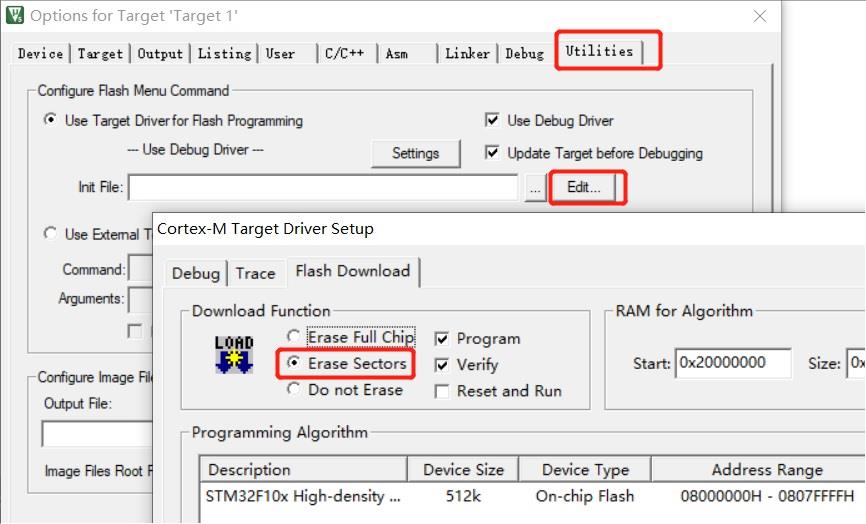 Options for Target 'Target 1'
Device Target Output Listing User C/C++ Asm Linker Debug Utilities
Configure Flash Menu Command
Use Target Driver for Flash Programming
Use Debug Driver
--- Use Debug Driver ---
Settings
Update Target before Debugging
Init File:
...
Edit...
Use External T
Command:
Arguments:
Configure Image File
Output File:
Image Files Root F
Cortex-M Target Driver Setup
Debug Trace Flash Download
Download Function
LOAD
Erase Full Chip
Program
Erase Sectors
Verify
Do not Erase
Reset and Run
RAM for Algorithm
Start: 0x20000000 Size: 0x
Programming Algorithm
Description Device Size Device Type Address Range
STM32F10x High-density ... 512k On-chip Flash 08000000H - 0807FFFFH